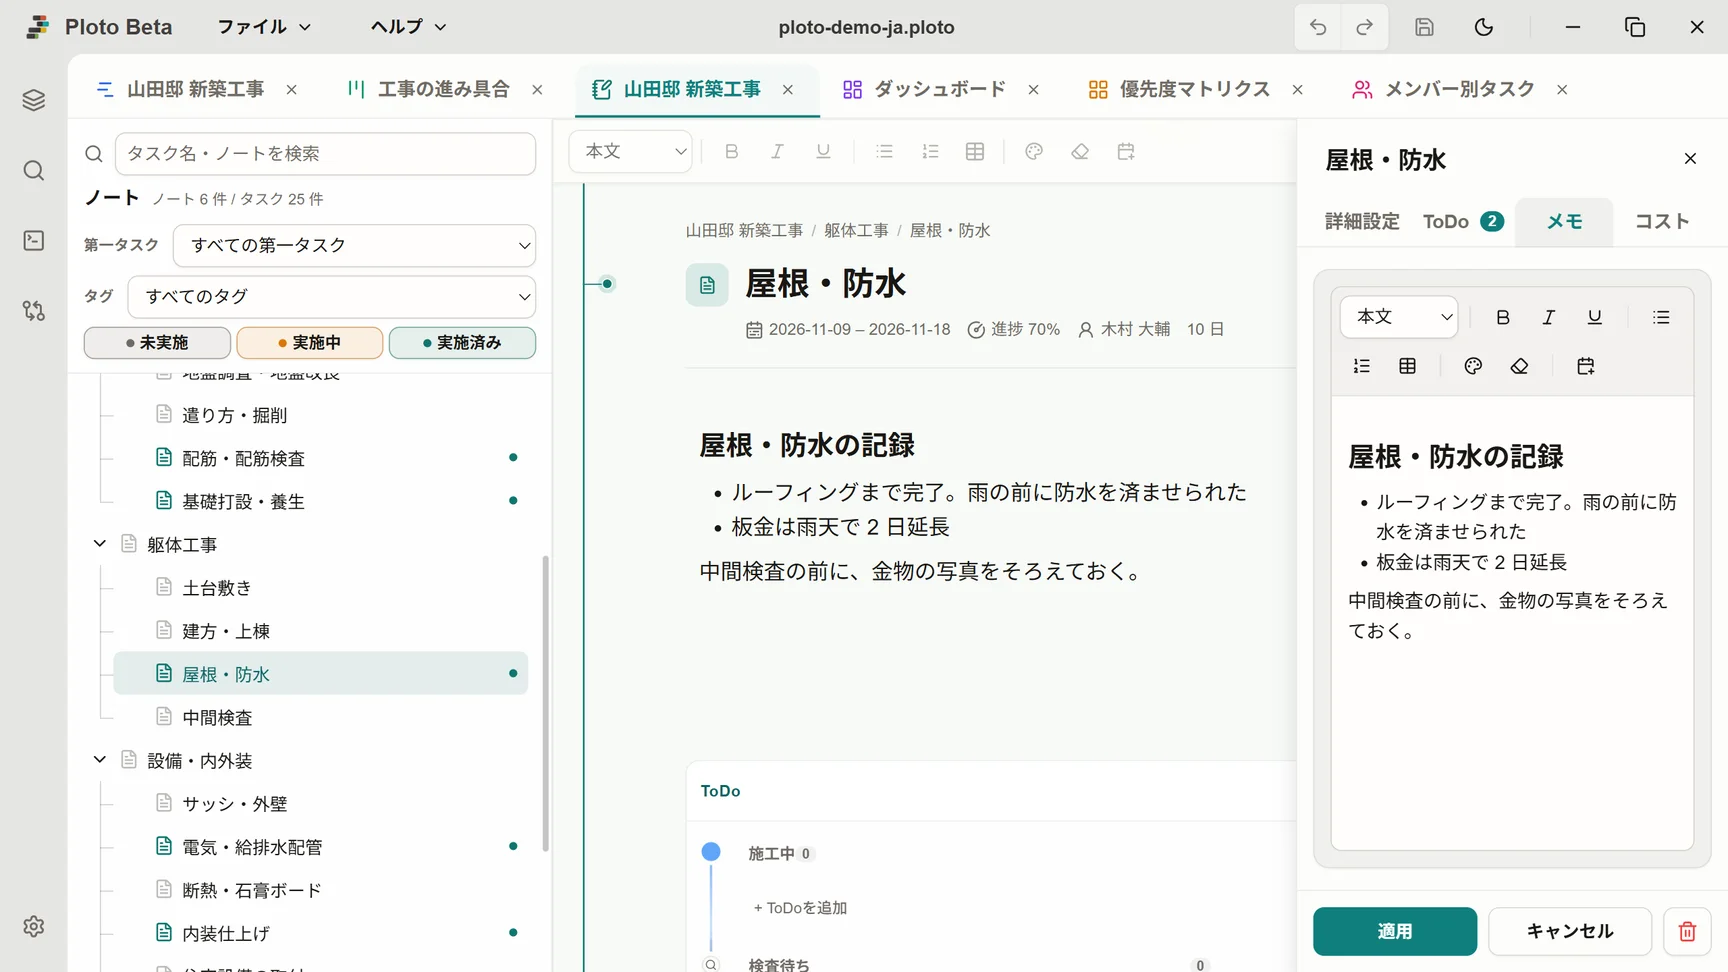 Ploto Beta
ファイル
ヘルプ
ploto-demo-ja.ploto
山田邸 新築工事
工事の進み具合
山田邸 新築工事
ダッシュボード
優先度マトリクス
メンバー別タスク
タスク名・ノートを検索
ノート ノート 6 件 / タスク 25 件
第一タスク すべての第一タスク
タグ すべてのタグ
未実施 実施中 実施済み
地盤調査・地盤改良
遣り方・掘削
配筋・配筋検査
基礎打設・養生
躯体工事
土台敷き
建方・上棟
屋根・防水
中間検査
設備・内外装
サッシ・外壁
電気・給排水配管
断熱・石膏ボード
内装仕上げ
本文
山田邸 新築工事 / 躯体工事 / 屋根・防水
屋根・防水
2026-11-09 – 2026-11-18 進捗 70% 木村 大輔 10 日
屋根・防水の記録
• ルーフィングまで完了。雨の前に防水を済ませられた
• 板金は雨天で 2 日延長
中間検査の前に、金物の写真をそろえておく。
ToDo
施工中 0
+ ToDoを追加
検査待ち 0
屋根・防水
詳細設定 ToDo 2 メモ コスト
本文
屋根・防水の記録
• ルーフィングまで完了。雨の前に防
水を済ませられた
• 板金は雨天で 2 日延長
中間検査の前に、金物の写真をそろえ
ておく。
適用 キャンセル